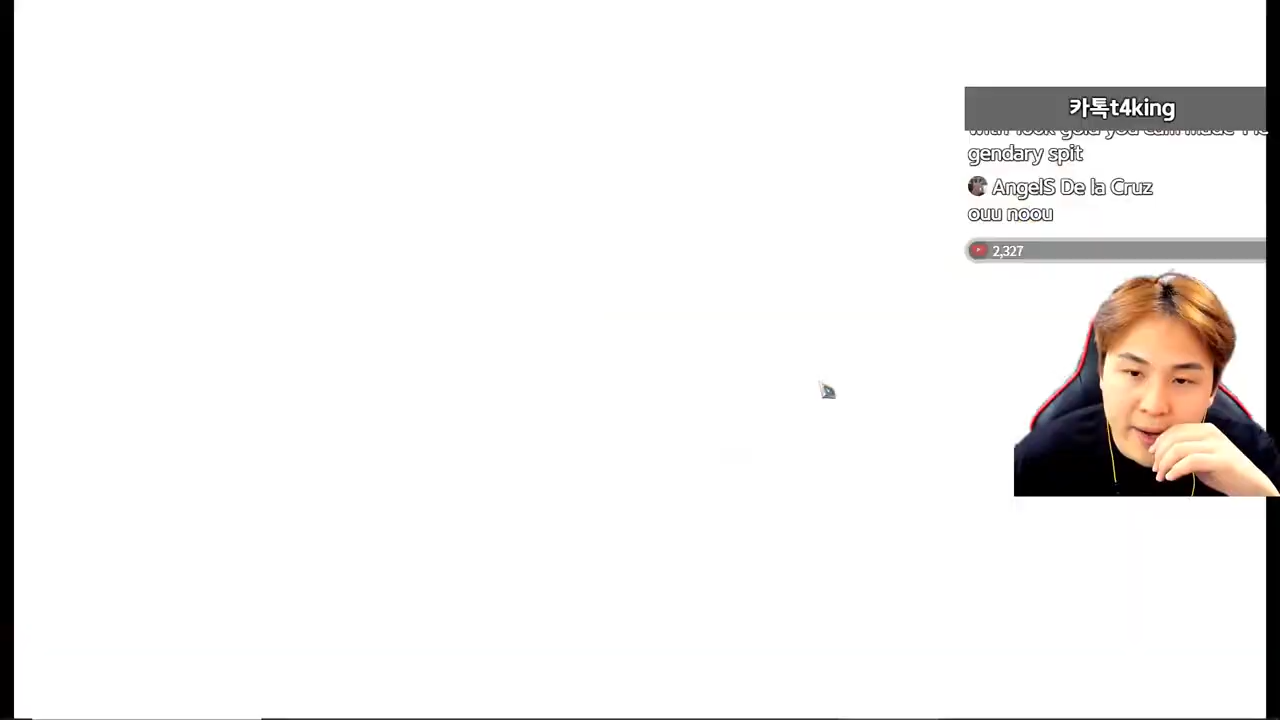 카톡t4king
gendary spit
AngelS De la Cruz
ouu noou
2,327